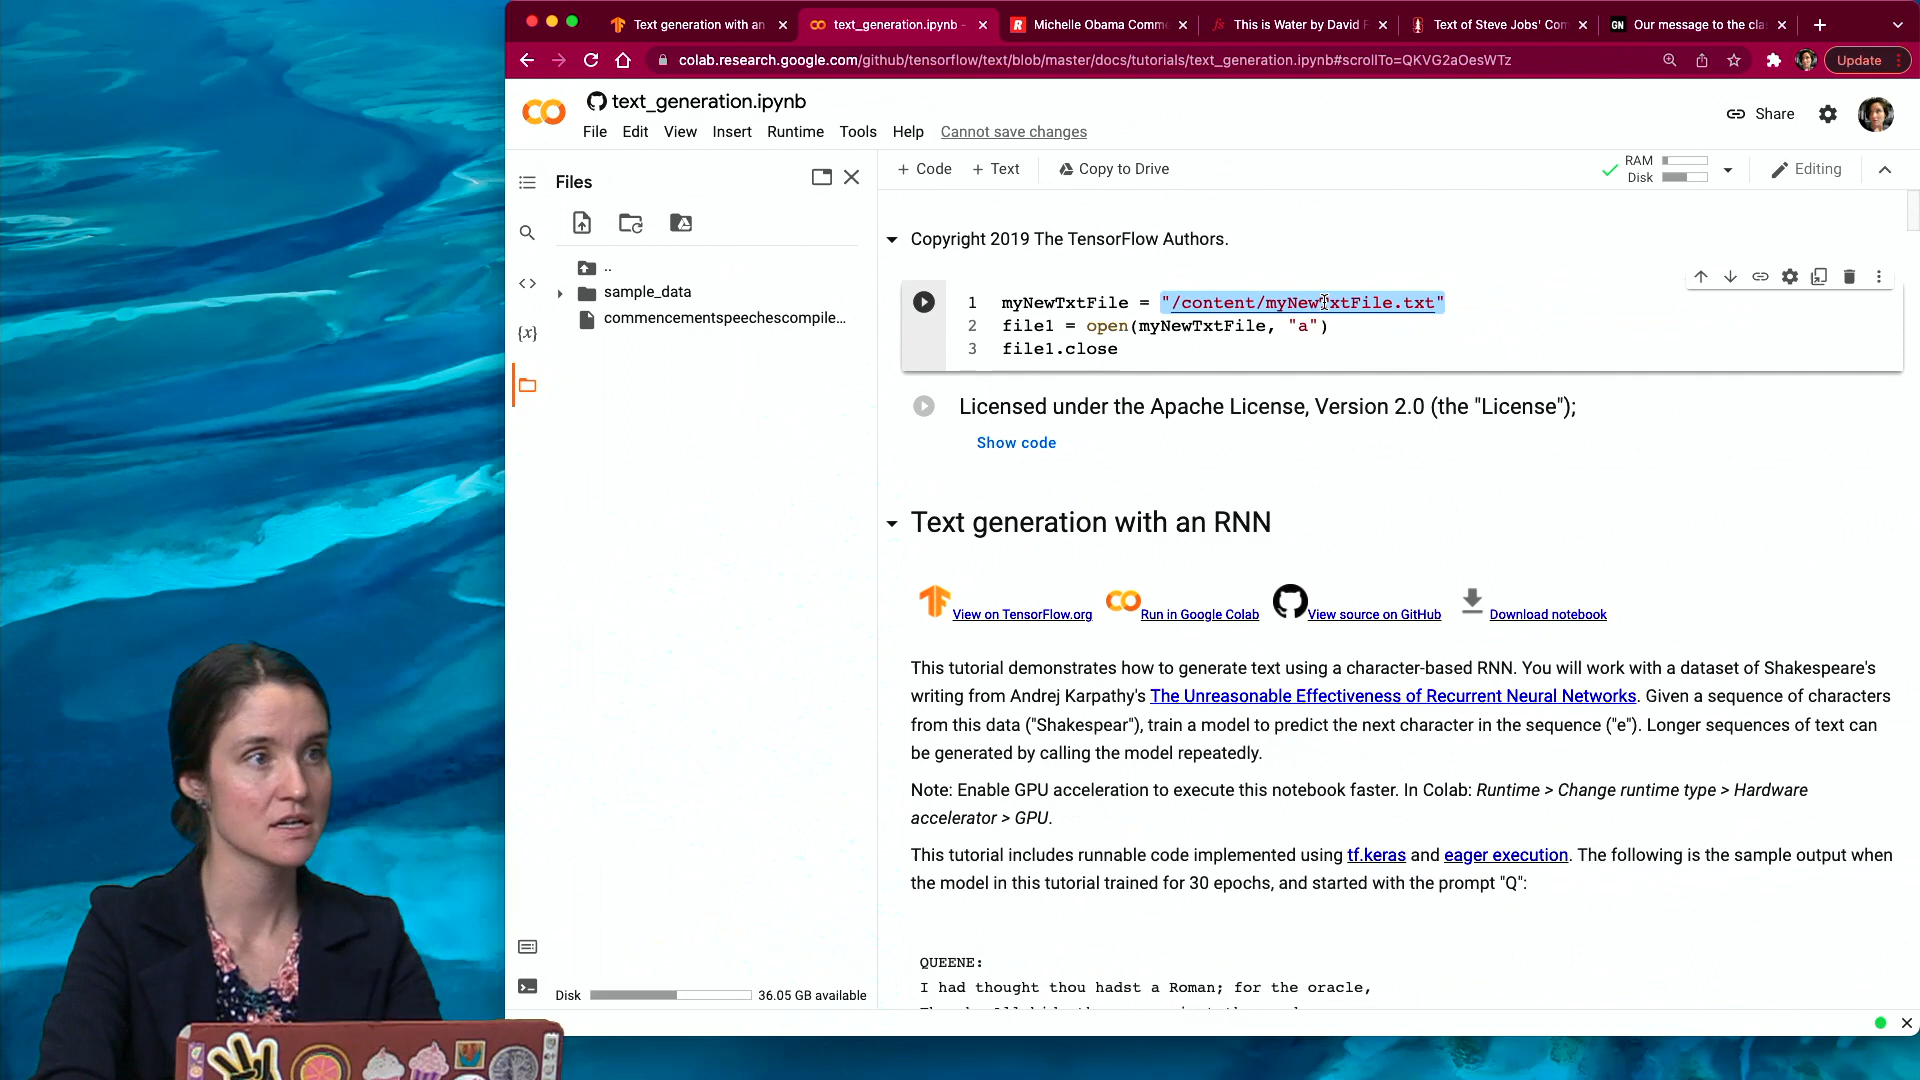 Text generation with an
text_generation.ipynb -
Michelle Obama Comme
This is Water by David F
Text of Steve Jobs' Com
GN
Our message to the cla
colab.research.google.com/github/tensorflow/text/blob/master/docs/tutorials/text_generation.ipynb#scrollTo=QKVG2aOesWTz
Update
text_generation.ipynb
File Edit View Insert Runtime Tools Help Cannot save changes
Share
Files
+ Code + Text Copy to Drive
RAM
Disk
Editing
..
sample_data
commencementspeechescompile...
{x}
Disk
36.05 GB available
Copyright 2019 The TensorFlow Authors.
1 myNewTxtFile = "/content/myNewTxtFile.txt"
2 file1 = open(myNewTxtFile, "a")
3 file1.close
Licensed under the Apache License, Version 2.0 (the "License");
Show code
Text generation with an RNN
View on TensorFlow.org
Run in Google Colab
View source on GitHub
Download notebook
This tutorial demonstrates how to generate text using a character-based RNN. You will work with a dataset of Shakespeare's
writing from Andrej Karpathy's The Unreasonable Effectiveness of Recurrent Neural Networks. Given a sequence of characters
from this data ("Shakespear"), train a model to predict the next character in the sequence ("e"). Longer sequences of text can
be generated by calling the model repeatedly.
Note: Enable GPU acceleration to execute this notebook faster. In Colab: Runtime > Change runtime type > Hardware
accelerator > GPU.
This tutorial includes runnable code implemented using tf.keras and eager execution. The following is the sample output when
the model in this tutorial trained for 30 epochs, and started with the prompt "Q":
QUEENE:
I had thought thou hadst a Roman; for the oracle,